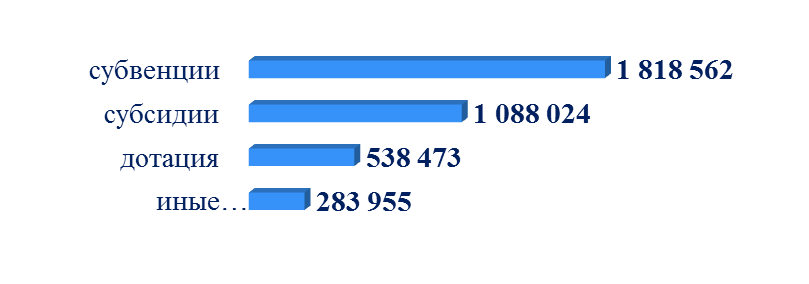 субвенции 1 818 562
субсидии 1 088 024
дотация 538 473
иные… 283 955